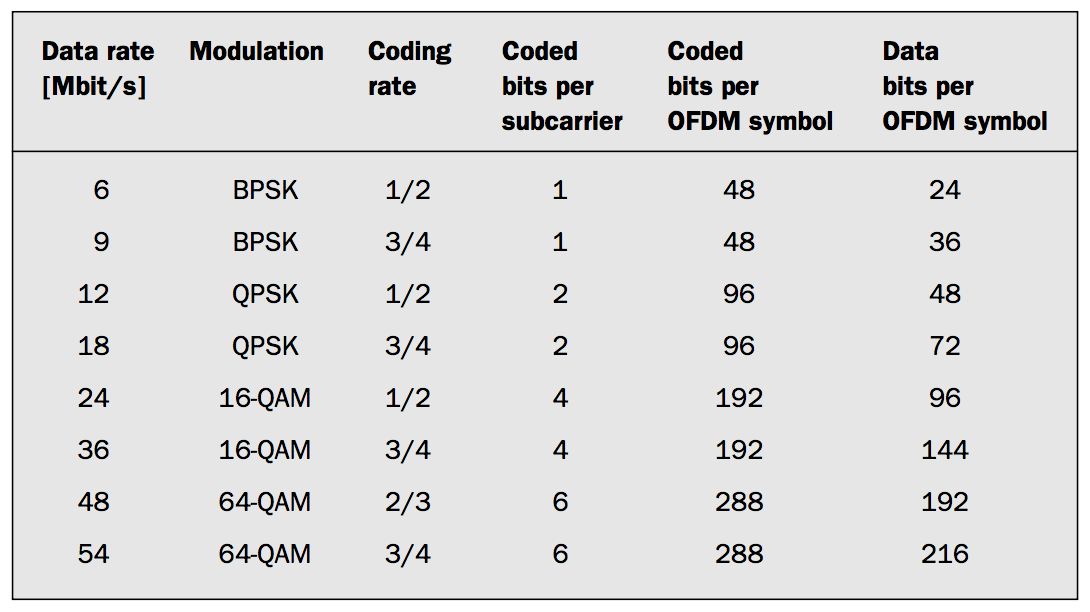 Data rate Modulation Coding Coded Coded Data
[Mbit/s] rate bits per bits per bits per
subcarrier OFDM symbol OFDM symbol
6 BPSK 1/2 1 48 24
9 BPSK 3/4 1 48 36
12 QPSK 1/2 2 96 48
18 QPSK 3/4 2 96 72
24 16-QAM 1/2 4 192 96
36 16-QAM 3/4 4 192 144
48 64-QAM 2/3 6 288 192
54 64-QAM 3/4 6 288 216